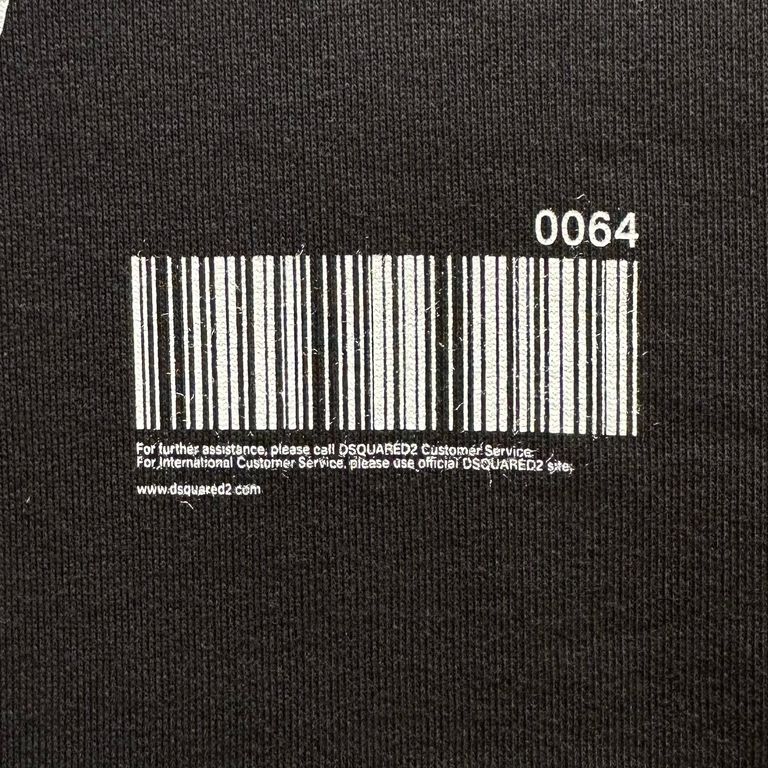 0064
For further assistance, please call DSQUARED2 Customer Service.
For International Customer Service, please use official DSQUARED2 site.
www.dsquared2.com